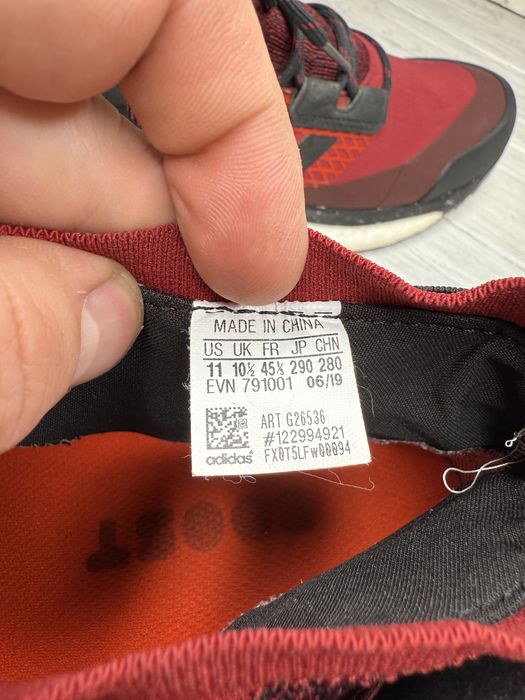 MADE IN CHINA
US UK FR JP CHN
11 10½ 45⅓ 290 280
EVN 791001 06/19
ART G26536
#122994921
FX0T5LFw00094
adidas